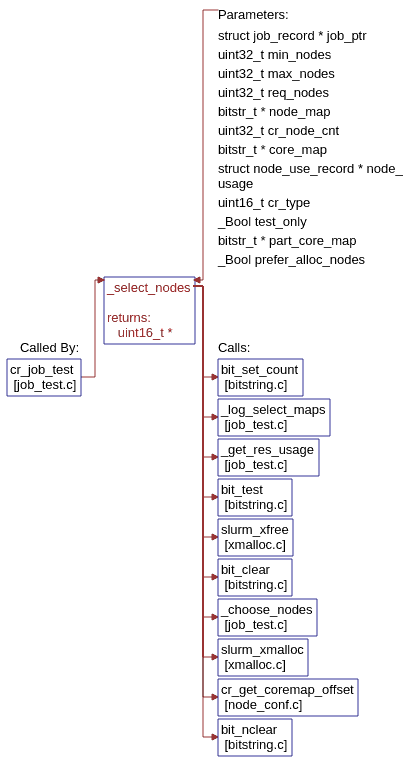 Parameters:
struct job_record * job_ptr
uint32_t min_nodes
uint32_t max_nodes
uint32_t req_nodes
bitstr_t * node_map
uint32_t cr_node_cnt
bitstr_t * core_map
struct node_use_record * node_
usage
uint16_t cr_type
_Bool test_only
bitstr_t * part_core_map
_Bool prefer_alloc_nodes
_select_nodes
returns:
uint16_t *
Called By:
cr_job_test
[job_test.c]
Calls:
bit_set_count
[bitstring.c]
_log_select_maps
[job_test.c]
_get_res_usage
[job_test.c]
bit_test
[bitstring.c]
slurm_xfree
[xmalloc.c]
bit_clear
[bitstring.c]
_choose_nodes
[job_test.c]
slurm_xmalloc
[xmalloc.c]
cr_get_coremap_offset
[node_conf.c]
bit_nclear
[bitstring.c]